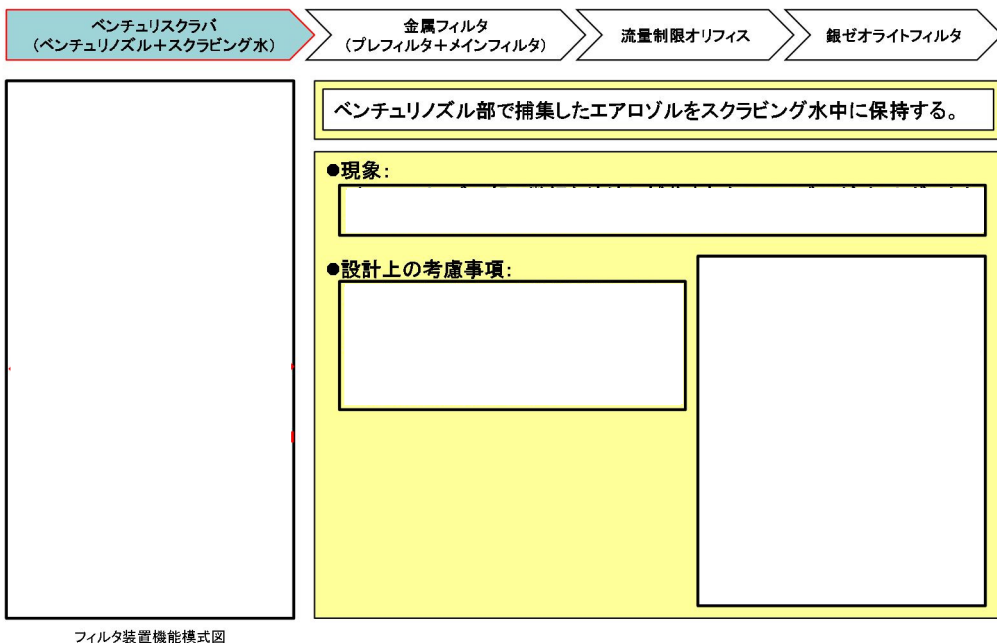 ベンチュリスクラバ
(ベンチュリノズル+スクラビング水)
金属フィルタ
(プレフィルタ+メインフィルタ)
流量制限オリフィス
銀ゼオライトフィルタ
ベンチュリノズル部で捕集したエアロゾルをスクラビング水中に保持する。
●現象:
●設計上の考慮事項:
フィルタ装置機能模式図